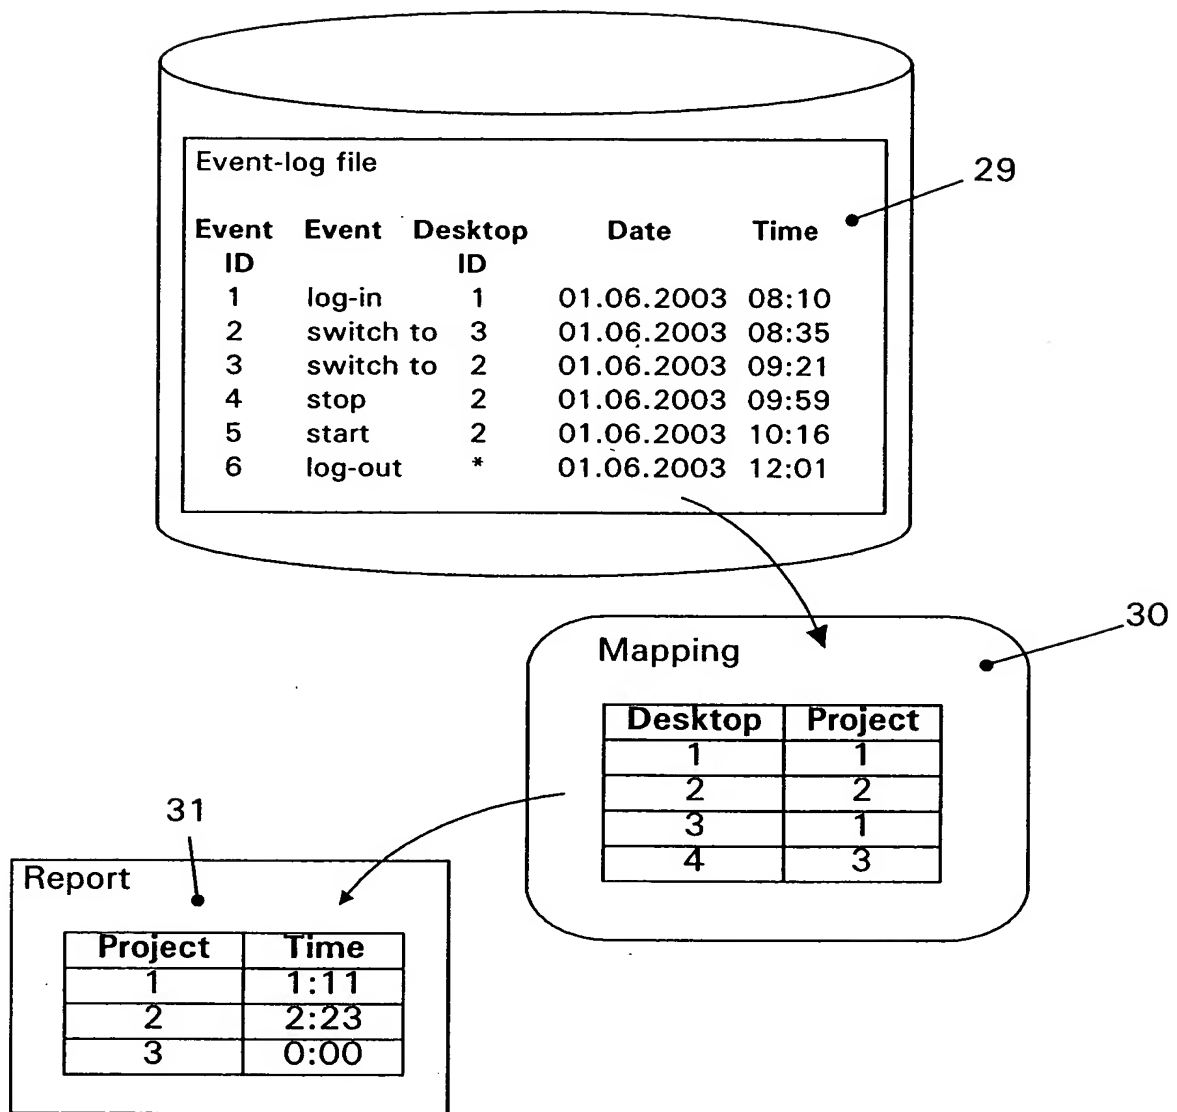 Event-log file
29
Event Event Desktop Date Time
ID ID
1 log-in 1 01.06.2003 08:10
2 switch to 3 01.06.2003 08:35
3 switch to 2 01.06.2003 09:21
4 stop 2 01.06.2003 09:59
5 start 2 01.06.2003 10:16
6 log-out * 01.06.2003 12:01
30
Mapping
Desktop Project
1 1
2 2
3 1
4 3
31
Report
Project Time
1 1:11
2 2:23
3 0:00